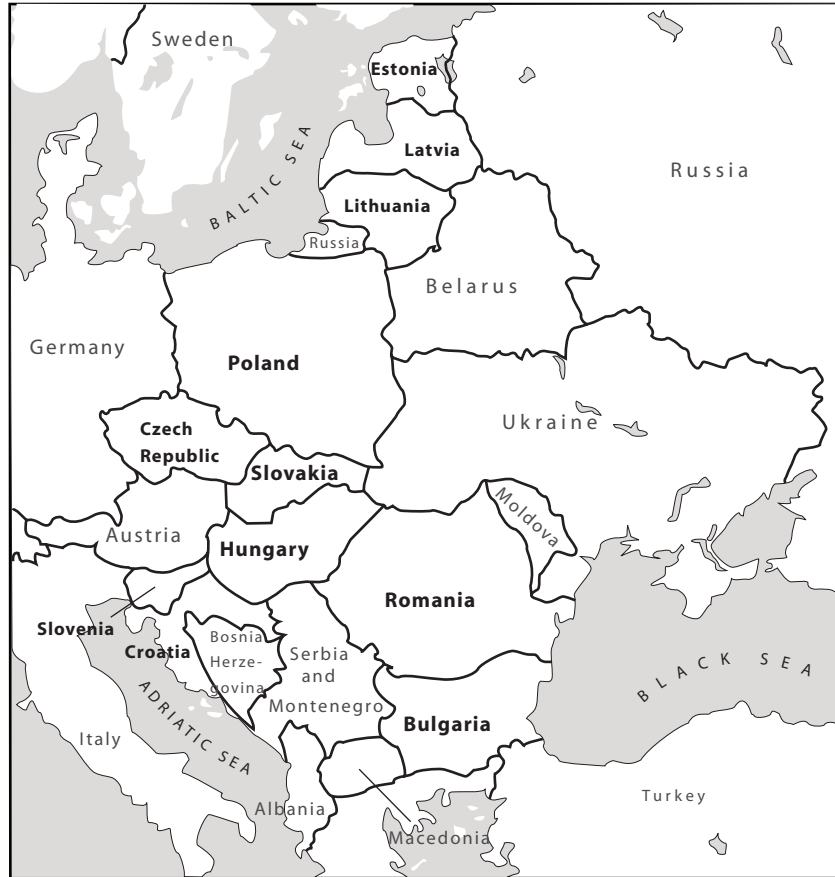 Sweden
Estonia
Latvia
BALTIC SEA
Russia
Lithuania
Russia
Belarus
Germany
Poland
Ukraine
Czech
Republic
Slovakia
Moldova
Austria
Hungary
Romania
Slovenia
Croatia
Bosnia
Herze-
govina
Serbia
and
Montenegro
BLACK SEA
ADRIATIC SEA
Bulgaria
Italy
Albania
Turkey
Macedonia